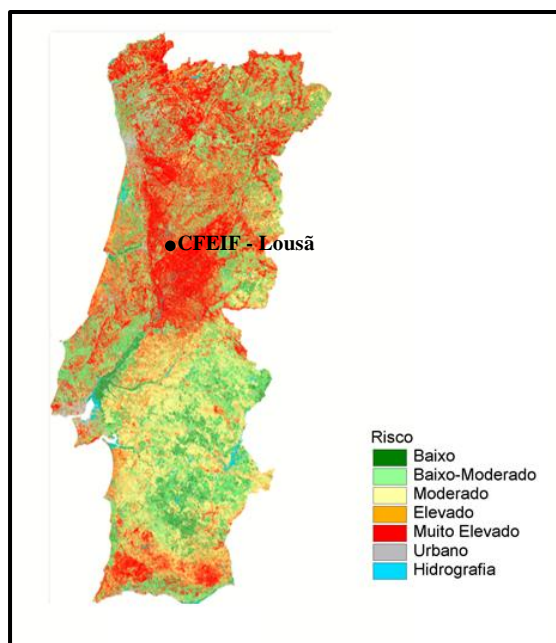 CFEIF - Lousã
Risco
Baixo
Baixo-Moderado
Moderado
Elevado
Muito Elevado
Urbano
Hidrografia